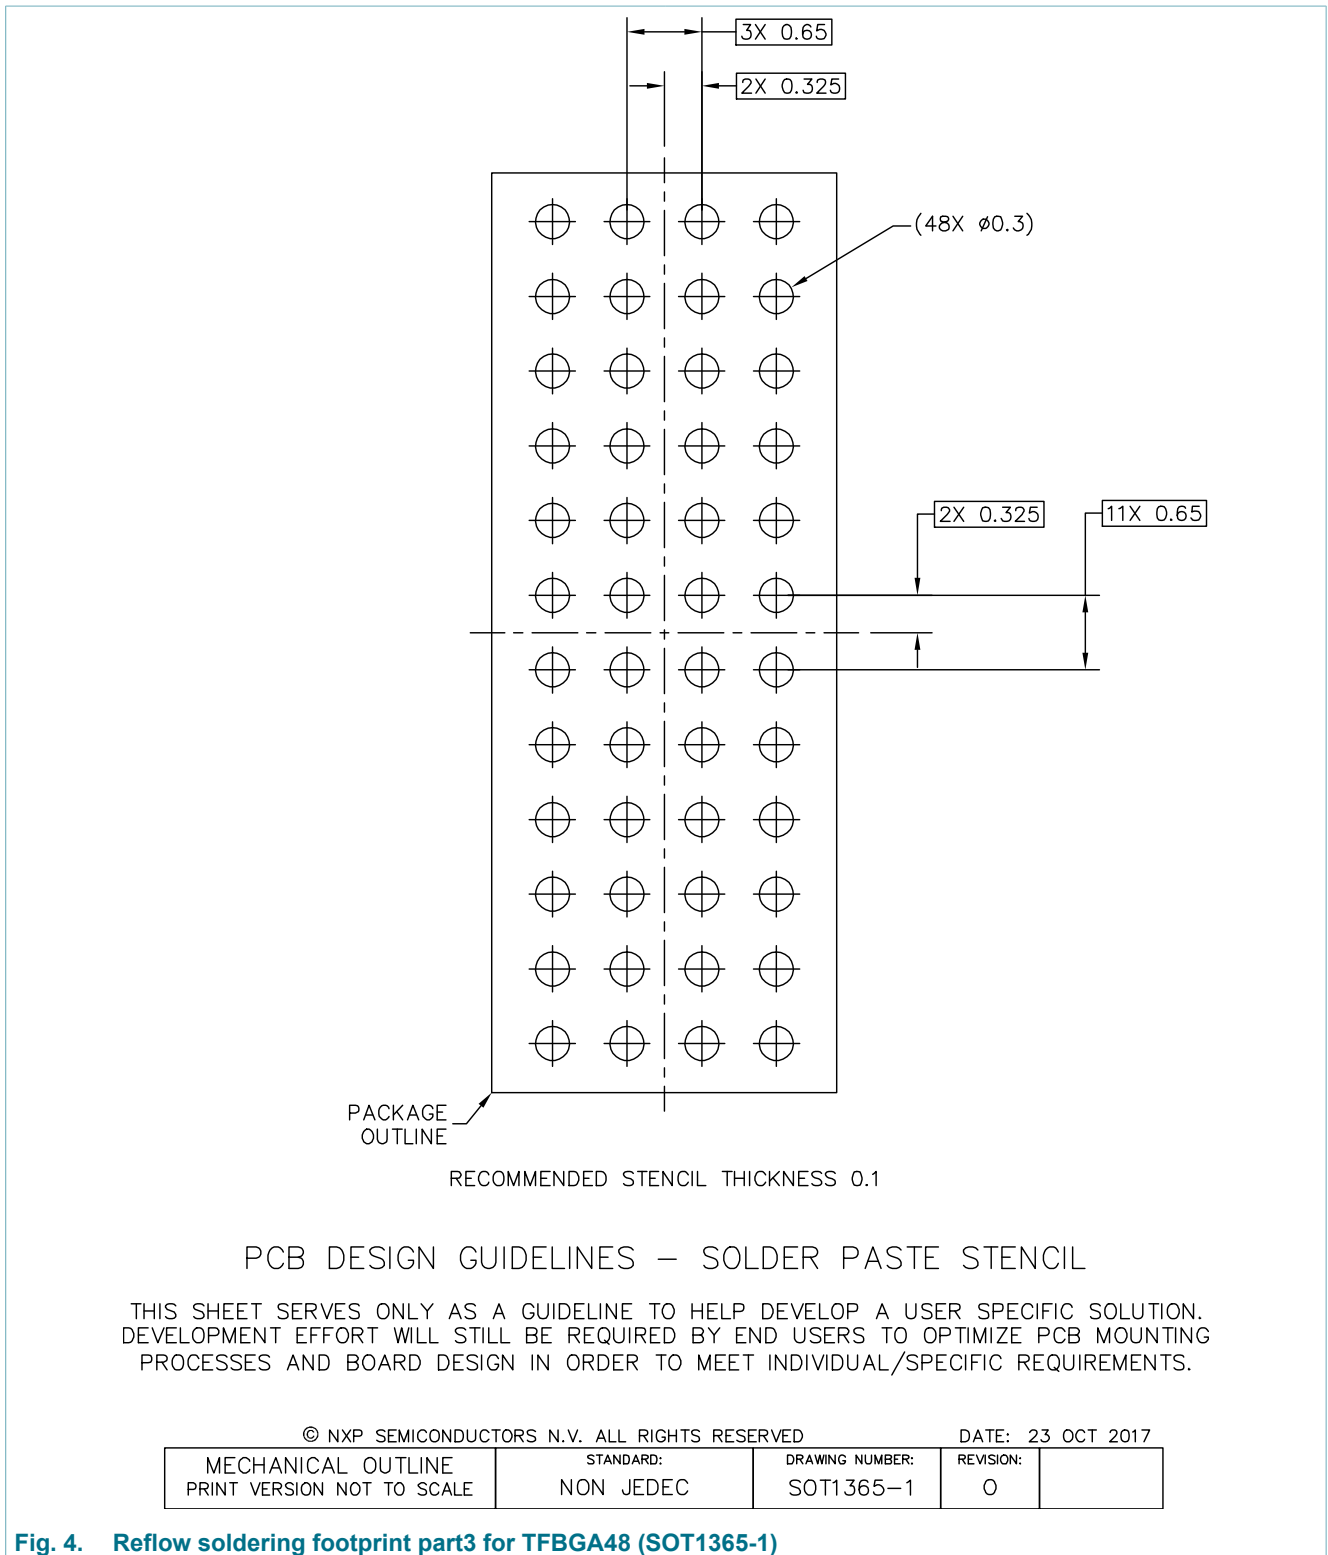 3X 0.65
2X 0.325
(48X ⌀0.3)
2X 0.325
11X 0.65
PACKAGE
OUTLINE
RECOMMENDED STENCIL THICKNESS 0.1
PCB DESIGN GUIDELINES – SOLDER PASTE STENCIL
THIS SHEET SERVES ONLY AS A GUIDELINE TO HELP DEVELOP A USER SPECIFIC SOLUTION.
DEVELOPMENT EFFORT WILL STILL BE REQUIRED BY END USERS TO OPTIMIZE PCB MOUNTING
PROCESSES AND BOARD DESIGN IN ORDER TO MEET INDIVIDUAL/SPECIFIC REQUIREMENTS.
© NXP SEMICONDUCTORS N.V. ALL RIGHTS RESERVED
DATE: 23 OCT 2017
MECHANICAL OUTLINE
PRINT VERSION NOT TO SCALE
STANDARD:
NON JEDEC
DRAWING NUMBER:
SOT1365-1
REVISION:
O
Fig. 4. Reflow soldering footprint part3 for TFBGA48 (SOT1365-1)